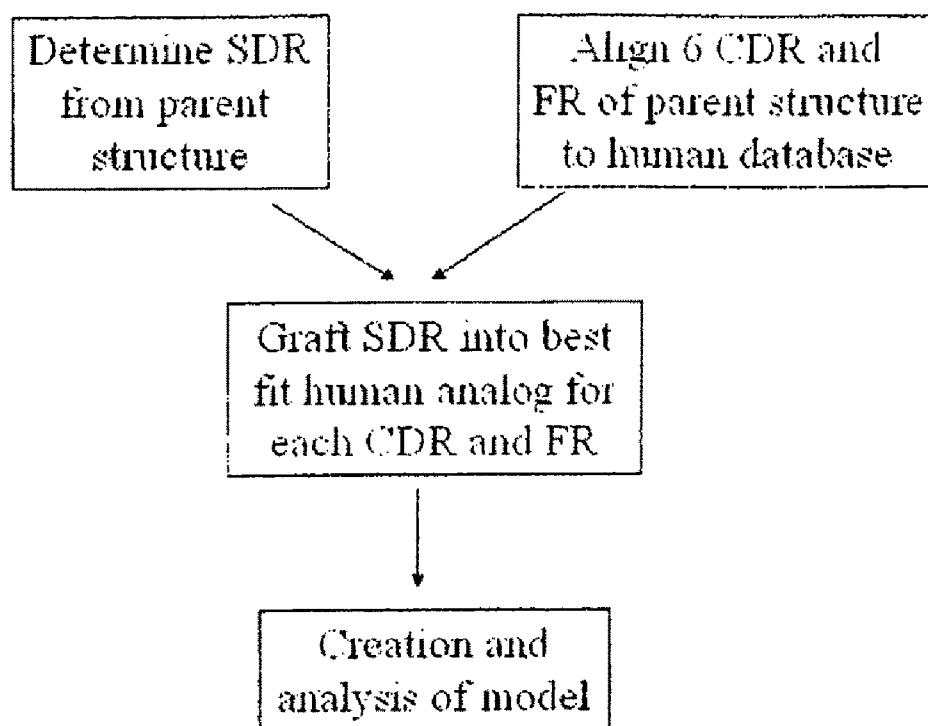 Determine SDR
from parent
structure
Align 6 CDR and
FR of parent structure
to human database
Graft SDR into best
fit human analog for
each CDR and FR
Creation and
analysis of model